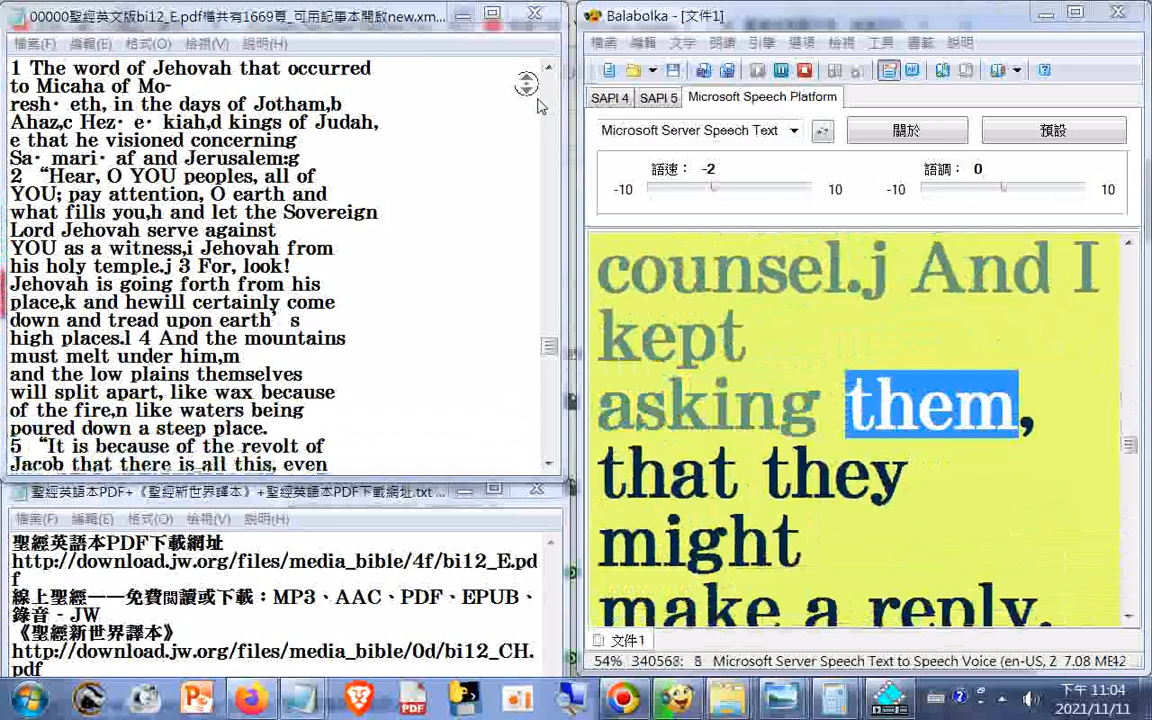 00000聖經英文版bi12_E.pdf檔共有1669頁_可用記事本開啟new.xm...
檔案(F) 編輯(E) 格式(O) 檢視(V) 說明(H)
1 The word of Jehovah that occurred
to Micaha of Mo-
resh· eth, in the days of Jotham,b
Ahaz,c Hez· e· kiah,d kings of Judah,
e that he visioned concerning
Sa· mari· af and Jerusalem:g
2 “Hear, O YOU peoples, all of
YOU; pay attention, O earth and
what fills you,h and let the Sovereign
Lord Jehovah serve against
YOU as a witness,i Jehovah from
his holy temple.j 3 For, look!
Jehovah is going forth from his
place,k and hewill certainly come
down and tread upon earth’s
high places.l 4 And the mountains
must melt under him,m
and the low plains themselves
will split apart, like wax because
of the fire,n like waters being
poured down a steep place.
5 “It is because of the revolt of
Jacob that there is all this, even
聖經英語本PDF+《聖經新世界譯本》+聖經英語本PDF下載網址.txt ...
檔案(F) 編輯(E) 格式(O) 檢視(V) 說明(H)
聖經英語本PDF下載網址
http://download.jw.org/files/media_bible/4f/bi12_E.pd
f
線上聖經——免費閱讀或下載：MP3、AAC、PDF、EPUB、
錄音 - JW
《聖經新世界譯本》
http://download.jw.org/files/media_bible/0d/bi12_CH.
pdf
Balabolka - [文件1]
檔案 編輯 文字 朗讀 引擎 選項 檢視 工具 書籤 說明
SAPI 4 SAPI 5 Microsoft Speech Platform
Microsoft Server Speech Text 關於 預設
語速： -2 語調： 0
-10 10 -10 10
counsel.j And I
kept
asking them,
that they
might
make a reply.
文件1
54% 340568: 8 Microsoft Server Speech Text to Speech Voice (en-US, Z 7.08 ME42
下午 11:04
2021/11/11